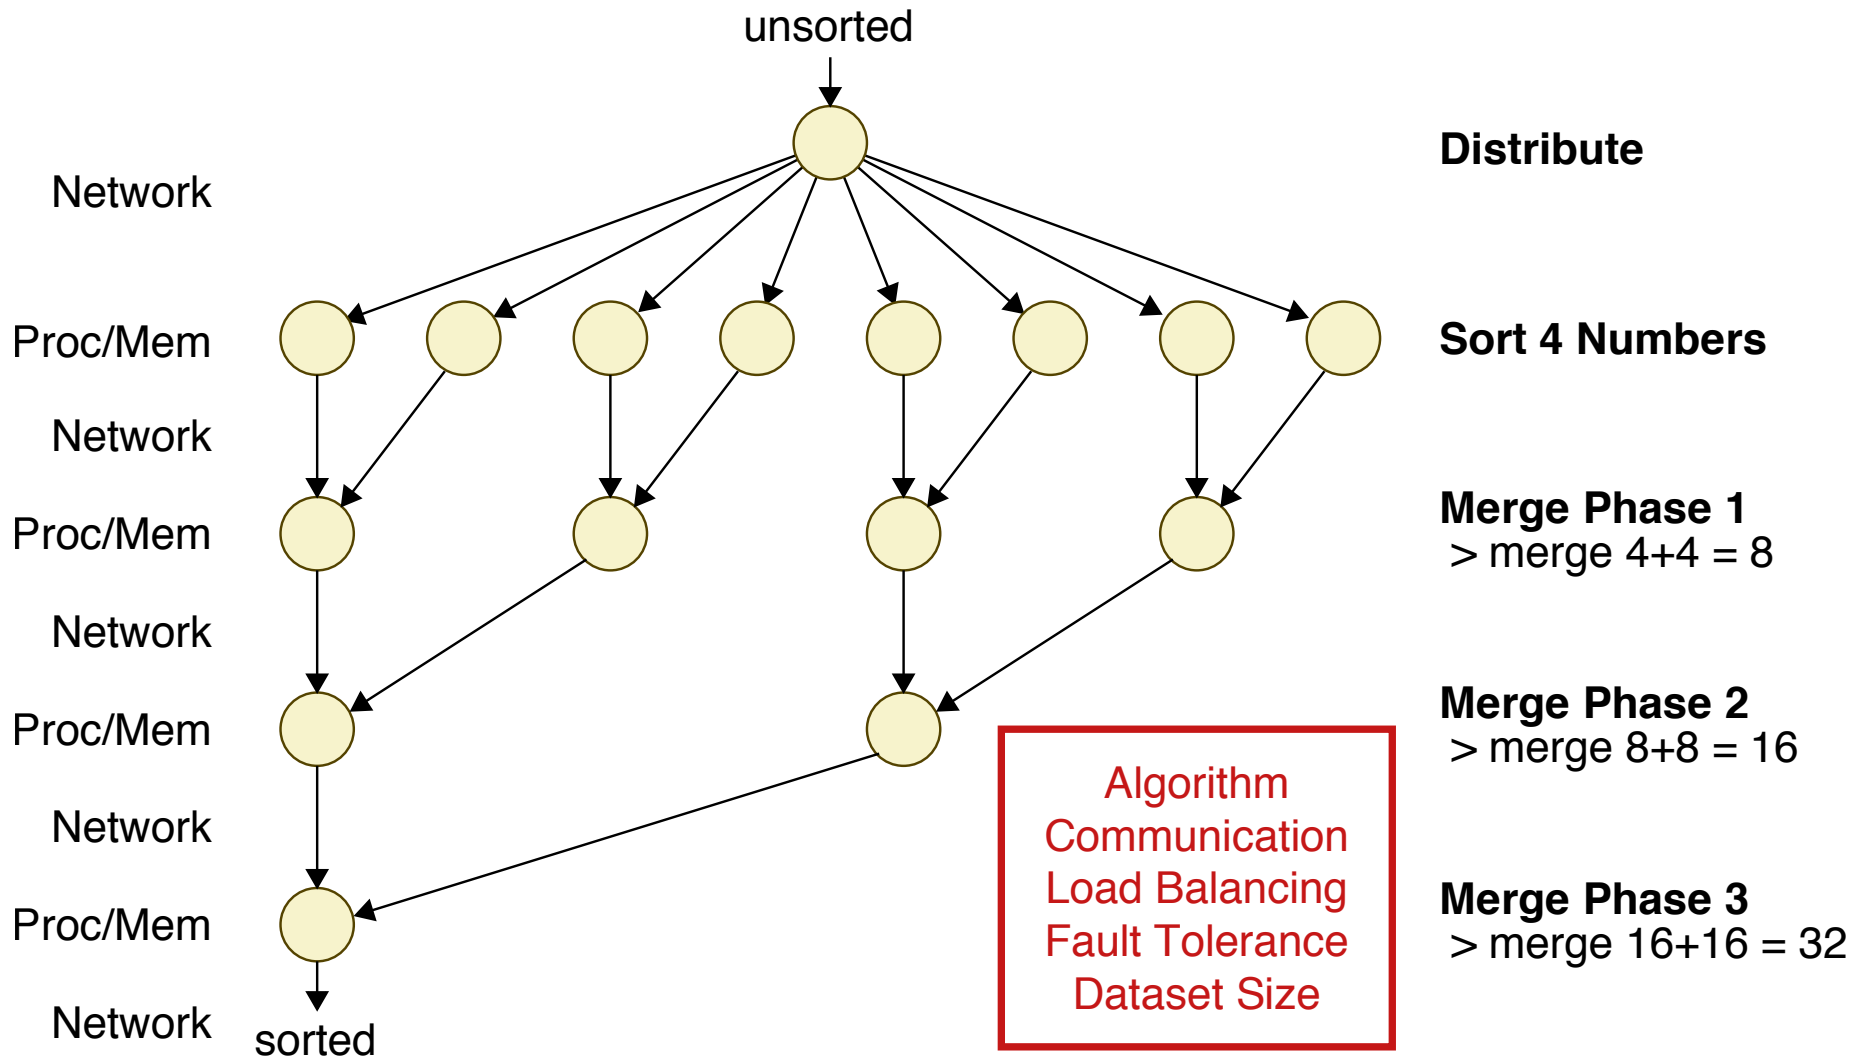 unsorted
Distribute
Network
Proc/Mem
Sort 4 Numbers
Network
Merge Phase 1
Proc/Mem
> merge 4+4 = 8
Network
Merge Phase 2
Proc/Mem
> merge 8+8 = 16
Algorithm
Network
Communication
Load Balancing
Merge Phase 3
Proc/Mem
Fault Tolerance
> merge 16+16 = 32
Dataset Size
Network
sorted